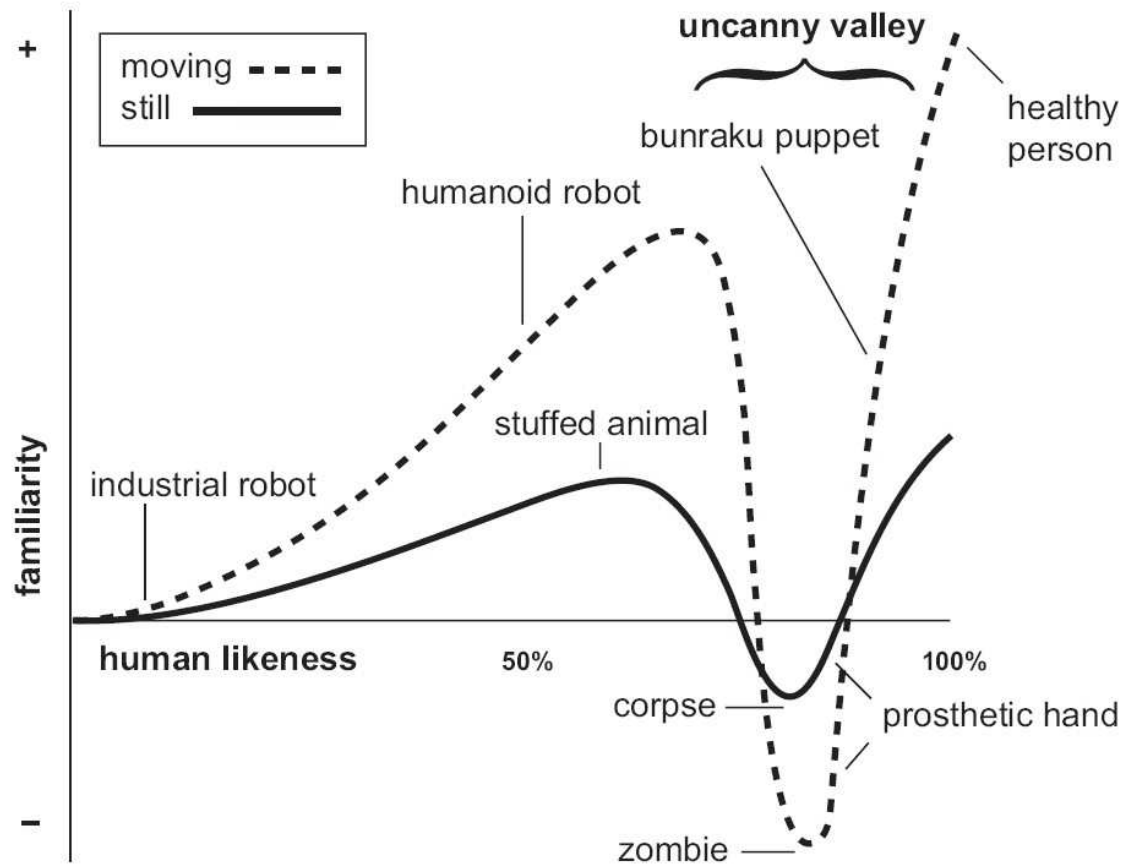 +
uncanny valley
moving
still
healthy
person
bunraku puppet
humanoid robot
stuffed animal
industrial robot
familiarity
human likeness
50%
100%
corpse
prosthetic hand
–
zombie